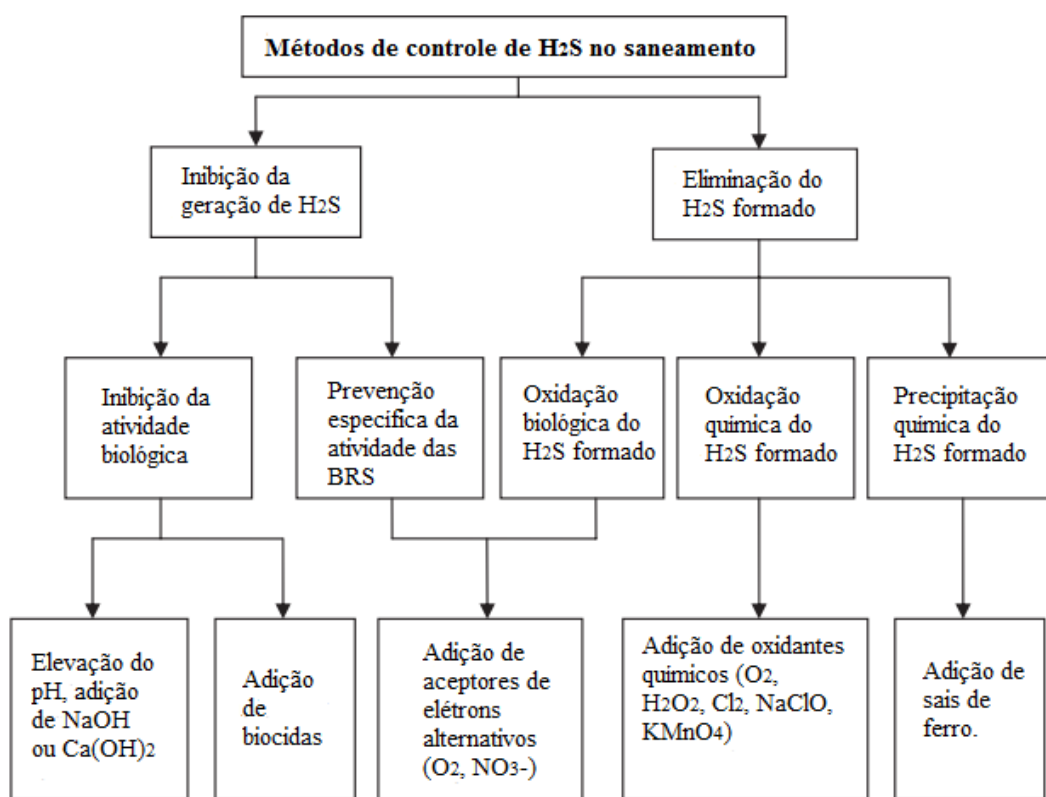 Métodos de controle de H2S no saneamento
Inibição da
geração de H2S
Eliminação do
H2S formado
Inibição da
atividade
biológica
Prevenção
específica da
atividade das
BRS
Oxidação
biológica do
H2S formado
Oxidação
química do
H2S formado
Precipitação
química do
H2S formado
Elevação do
pH, adição
de NaOH
ou Ca(OH)2
Adição
de
biocidas
Adição de
aceptores de
elétrons
alternativos
(O2, NO3-)
Adição de oxidantes
químicos (O2,
H2O2, Cl2, NaClO,
KMnO4)
Adição de
sais de
ferro.